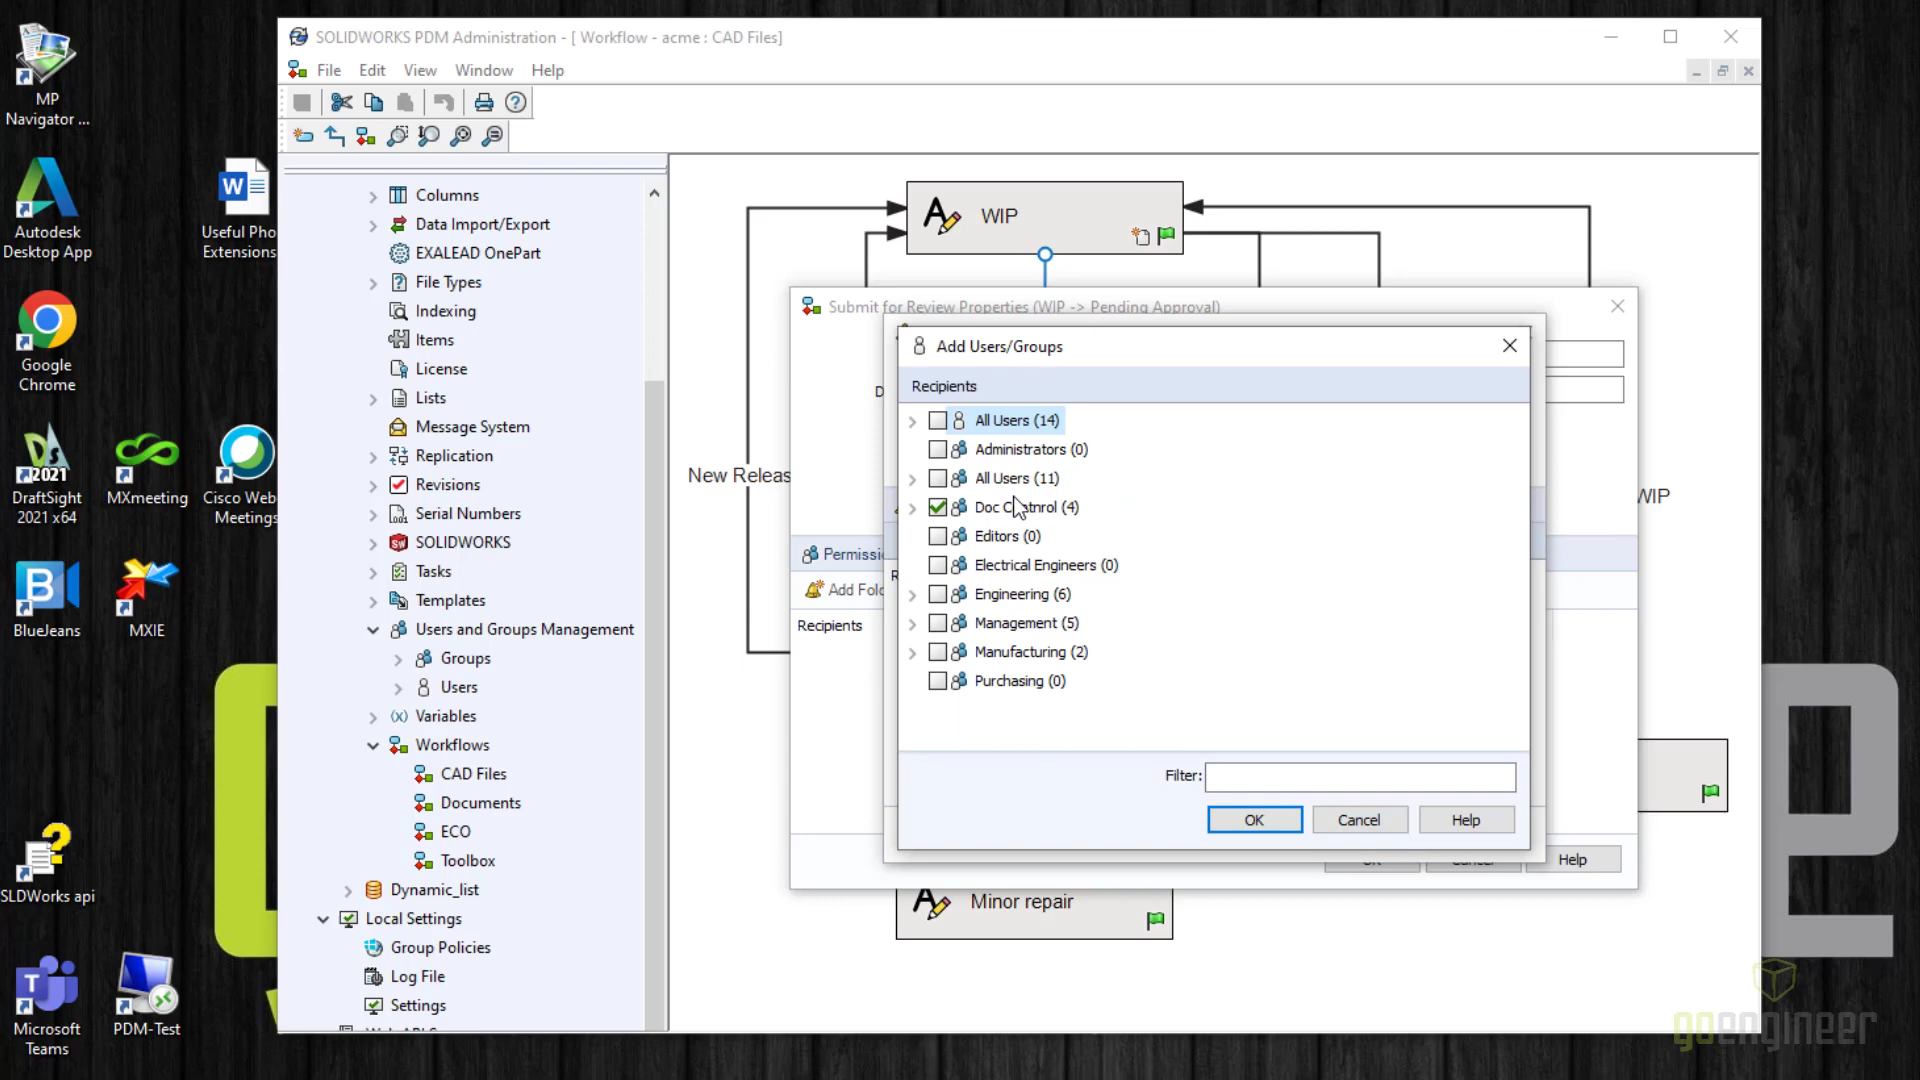 SOLIDWORKS PDM Administration - [ Workflow - acme : CAD Files]
File Edit View Window Help
MP
Navigator ...
Autodesk
Desktop App
Useful Pho
Extensions
Google
Chrome
2021
DraftSight
2021 x64
MXmeeting
Cisco Web
Meetings
BlueJeans
MXIE
SLDWorks api
Microsoft
Teams
PDM-Test
Columns
Data Import/Export
EXALEAD OnePart
File Types
Indexing
Items
License
Lists
Message System
Replication
Revisions
Serial Numbers
SOLIDWORKS
Tasks
Templates
Users and Groups Management
Groups
Users
Variables
Workflows
CAD Files
Documents
ECO
Toolbox
Dynamic_list
Local Settings
Group Policies
Log File
Settings
WIP
New Releas
WIP
Minor repair
Submit for Review Properties (WIP -> Pending Approval)
D
Permissi
Add Fold
Recipients
Help
Add Users/Groups
Recipients
All Users (14)
Administrators (0)
All Users (11)
Doc Contnrol (4)
Editors (0)
Electrical Engineers (0)
Engineering (6)
Management (5)
Manufacturing (2)
Purchasing (0)
Filter:
OK Cancel Help
goengineer